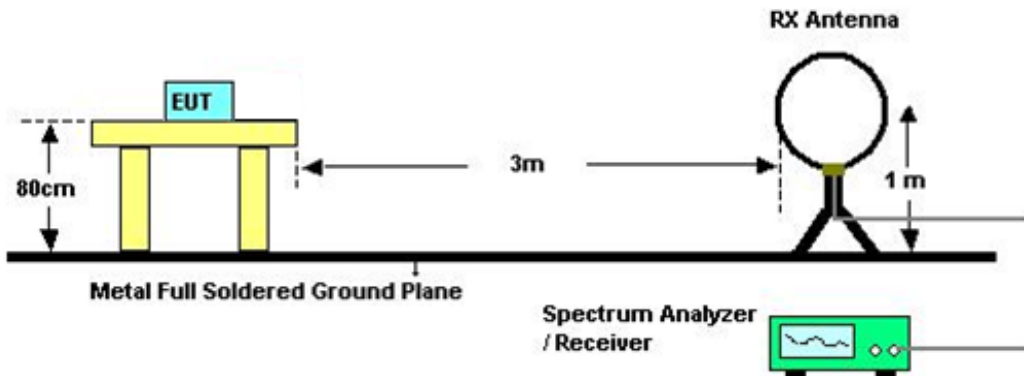 RX Antenna
EUT
3m
80cm
1 m
Metal Full Soldered Ground Plane
Spectrum Analyzer
/ Receiver